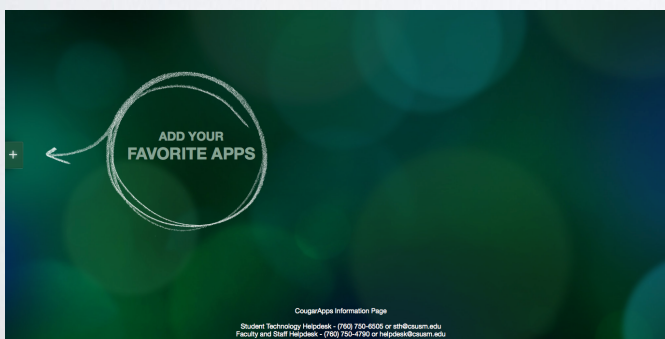 ADD YOUR
FAVORITE APPS
+
CougarApps Information Page
Student Technology Helpdesk - (760) 750-6505 or sth@csusm.edu
Faculty and Staff Helpdesk - (760) 750-4790 or helpdesk@csusm.edu